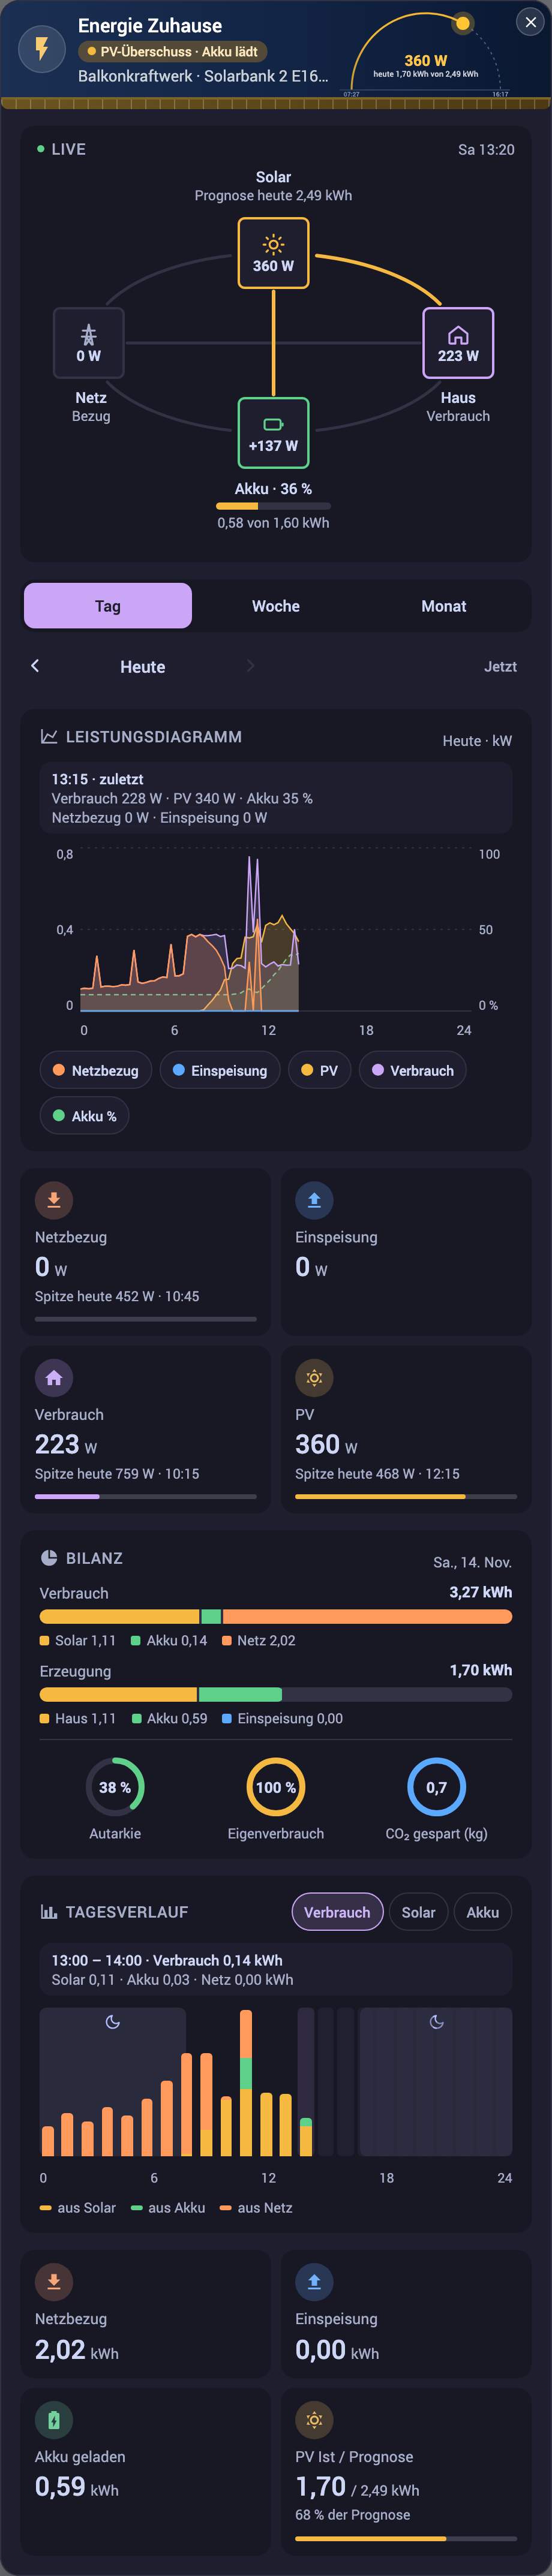 Energie Zuhause
PV-Überschuss · Akku lädt
Balkonkraftwerk · Solarbank 2 E16…
360 W
heute 1,70 kWh von 2,49 kWh
07:27
16:17
LIVE
Sa 13:20
Solar
Prognose heute 2,49 kWh
360 W
0 W
223 W
Netz
Bezug
Haus
Verbrauch
+137 W
Akku · 36 %
0,58 von 1,60 kWh
Tag
Woche
Monat
Heute
Jetzt
LEISTUNGSDIAGRAMM
Heute · kW
13:15 · zuletzt
Verbrauch 228 W · PV 340 W · Akku 35 %
Netzbezug 0 W · Einspeisung 0 W
0,8
100
0,4
50
0
0 %
0
6
12
18
24
Netzbezug
Einspeisung
PV
Verbrauch
Akku %
Netzbezug
0 W
Spitze heute 452 W · 10:45
Einspeisung
0 W
Verbrauch
223 W
Spitze heute 759 W · 10:15
PV
360 W
Spitze heute 468 W · 12:15
BILANZ
Sa., 14. Nov.
Verbrauch
3,27 kWh
Solar 1,11
Akku 0,14
Netz 2,02
Erzeugung
1,70 kWh
Haus 1,11
Akku 0,59
Einspeisung 0,00
38 %
100 %
0,7
Autarkie
Eigenverbrauch
CO₂ gespart (kg)
TAGESVERLAUF
Verbrauch
Solar
Akku
13:00 – 14:00 · Verbrauch 0,14 kWh
Solar 0,11 · Akku 0,03 · Netz 0,00 kWh
0
6
12
18
24
aus Solar
aus Akku
aus Netz
Netzbezug
2,02 kWh
Einspeisung
0,00 kWh
Akku geladen
0,59 kWh
PV Ist / Prognose
1,70 / 2,49 kWh
68 % der Prognose